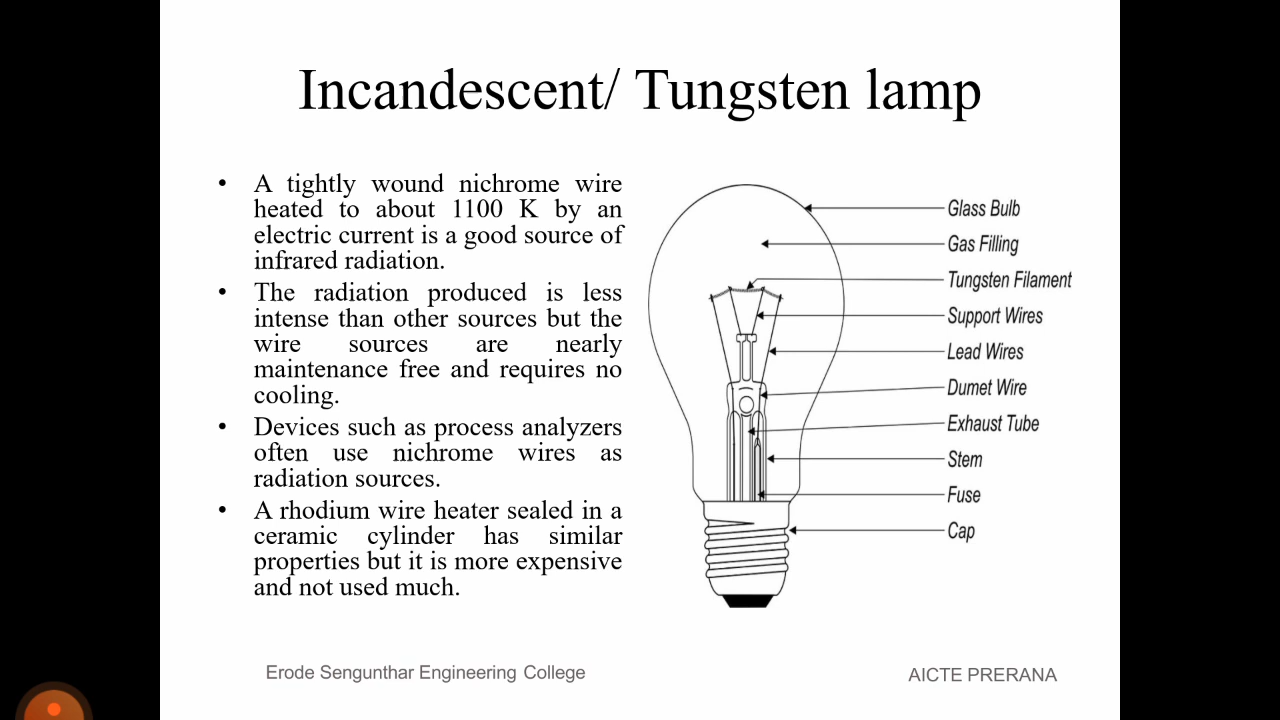 Incandescent/ Tungsten lamp
• A tightly wound nichrome wire
heated to about 1100 K by an
electric current is a good source of
infrared radiation.
• The radiation produced is less
intense than other sources but the
wire sources are nearly
maintenance free and requires no
cooling.
• Devices such as process analyzers
often use nichrome wires as
radiation sources.
• A rhodium wire heater sealed in a
ceramic cylinder has similar
properties but it is more expensive
and not used much.
Glass Bulb
Gas Filling
Tungsten Filament
Support Wires
Lead Wires
Dumet Wire
Exhaust Tube
Stem
Fuse
Cap
Erode Sengunthar Engineering College
AICTE PRERANA